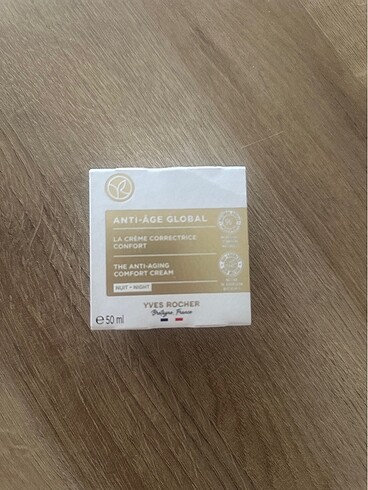 ANTI-ÂGE GLOBAL
LA CRÈME CORRECTRICE
CONFORT
THE ANTI-AGING
COMFORT CREAM
NUIT • NIGHT
YVES ROCHER
Bretagne, France
℮ 50 ml